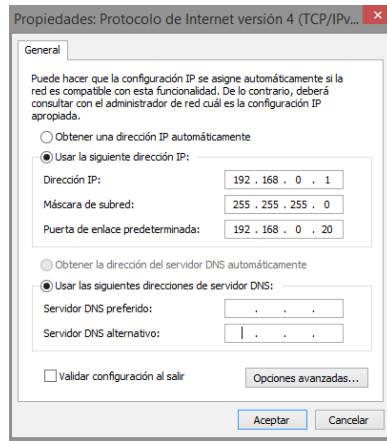 Propiedades: Protocolo de Internet versión 4 (TCP/IPv...
General
Puede hacer que la configuración IP se asigne automáticamente si la
red es compatible con esta funcionalidad. De lo contrario, deberá
consultar con el administrador de red cuál es la configuración IP
apropiada.
Obtener una dirección IP automáticamente
Usar la siguiente dirección IP:
Dirección IP: 192 . 168 . 0 . 1
Máscara de subred: 255 . 255 . 255 . 0
Puerta de enlace predeterminada: 192 . 168 . 0 . 20
Obtener la dirección del servidor DNS automáticamente
Usar las siguientes direcciones de servidor DNS:
Servidor DNS preferido: . . .
Servidor DNS alternativo: . . .
Validar configuración al salir
Opciones avanzadas...
Aceptar Cancelar